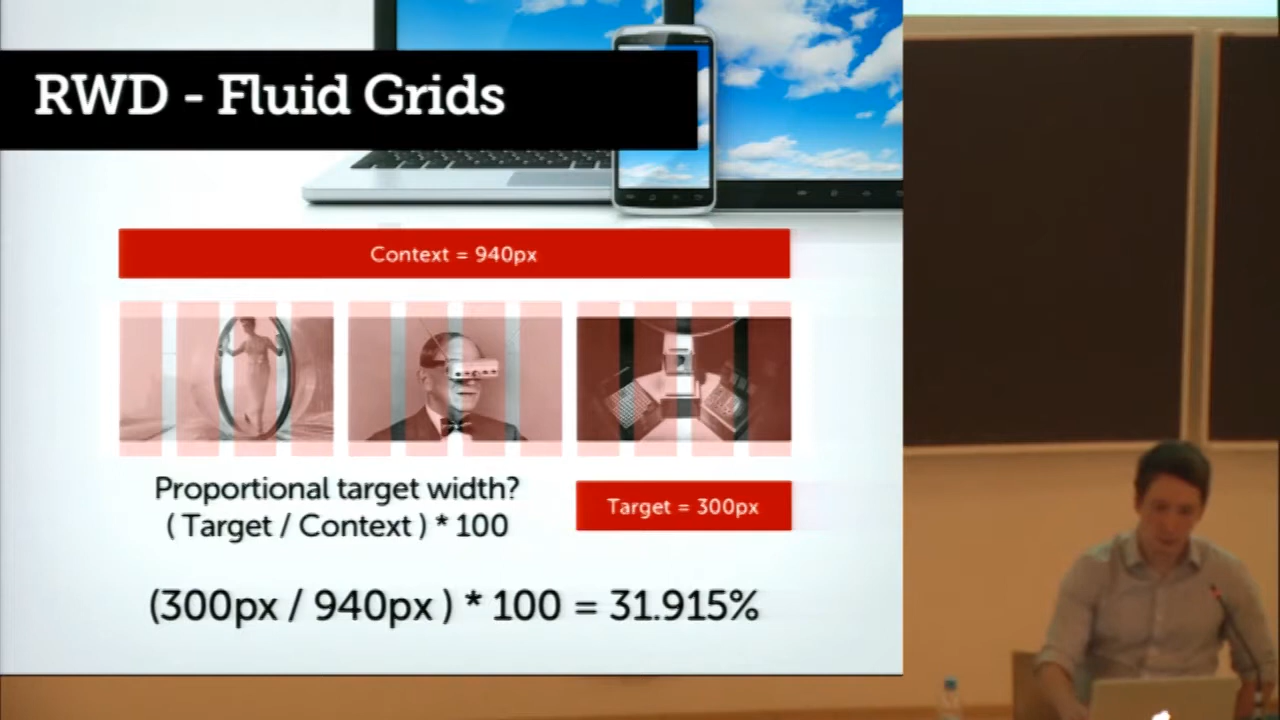 RWD - Fluid Grids
Context = 940px
Proportional target width?
( Target / Context ) * 100
Target = 300px
(300px / 940px ) * 100 = 31.915%